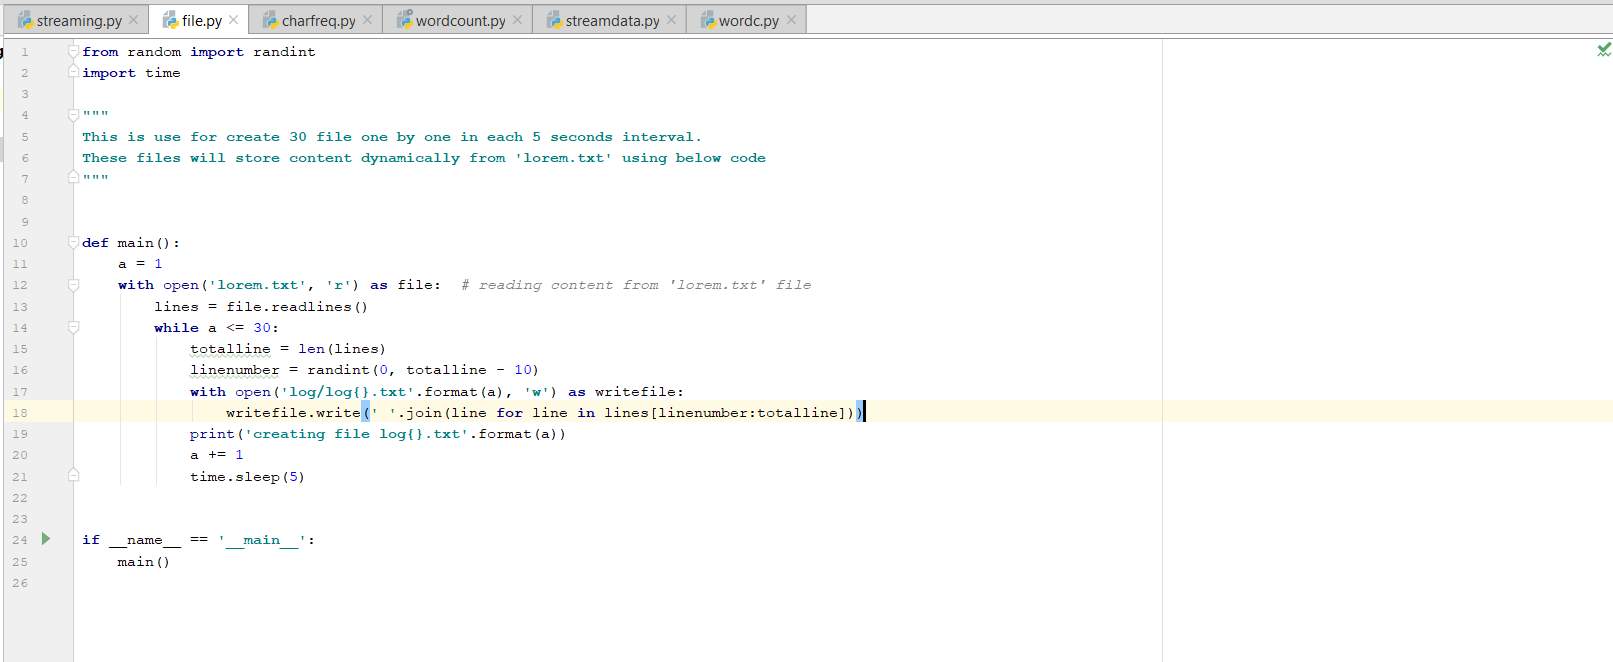 streaming.py file.py charfreq.py wordcount.py streamdata.py wordc.py
1 from random import randint
2 import time
3
4 """
5 This is use for create 30 file one by one in each 5 seconds interval.
6 These files will store content dynamically from 'lorem.txt' using below code
7 """
8
9
10 def main():
11     a = 1
12     with open('lorem.txt', 'r') as file:  # reading content from 'lorem.txt' file
13         lines = file.readlines()
14         while a <= 30:
15             totalline = len(lines)
16             linenumber = randint(0, totalline - 10)
17             with open('log/log{}.txt'.format(a), 'w') as writefile:
18                 writefile.write(' '.join(line for line in lines[linenumber:totalline]))
19             print('creating file log{}.txt'.format(a))
20             a += 1
21             time.sleep(5)
22
23
24 if __name__ == '__main__':
25     main()
26